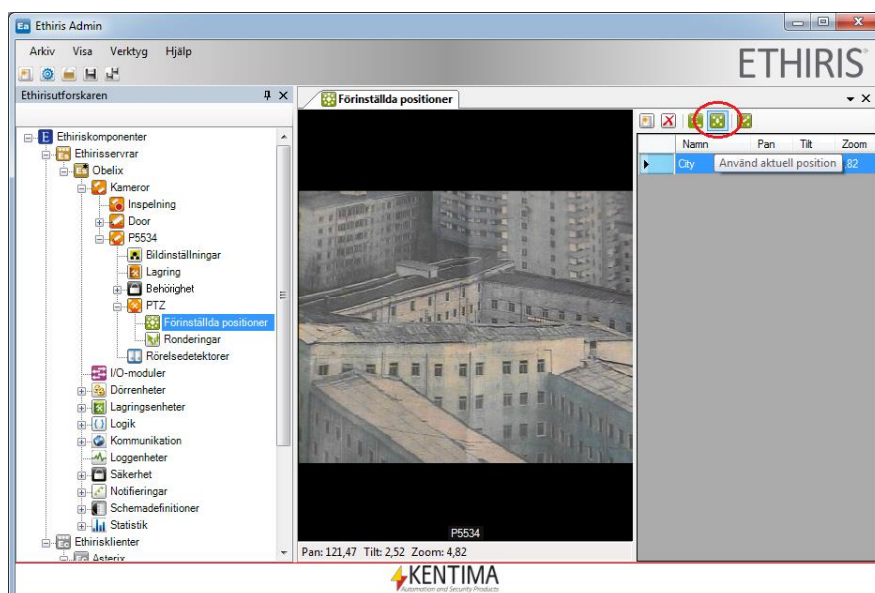 Ea Ethiris Admin
Arkiv Visa Verktyg Hjälp
ETHIRIS
Ethirisutforskaren
Förinställda positioner
Ethiriskomponenter
Ethirisservrar
Obelix
Kameror
Inspelning
Door
P5534
Bildinställningar
Lagring
Behörighet
PTZ
Förinställda positioner
Ronderingar
Rörelsedetektorer
I/O-moduler
Dörrenheter
Lagringsenheter
Logik
Kommunikation
Loggenheter
Säkerhet
Notifieringar
Schemadefinitioner
Statistik
Ethirisklienter
Asterix
Namn Pan Tilt Zoom
City Använd aktuell position ,82
P5534
Pan: 121,47 Tilt: 2,52 Zoom: 4,82
KENTIMA
Automation and Security Products